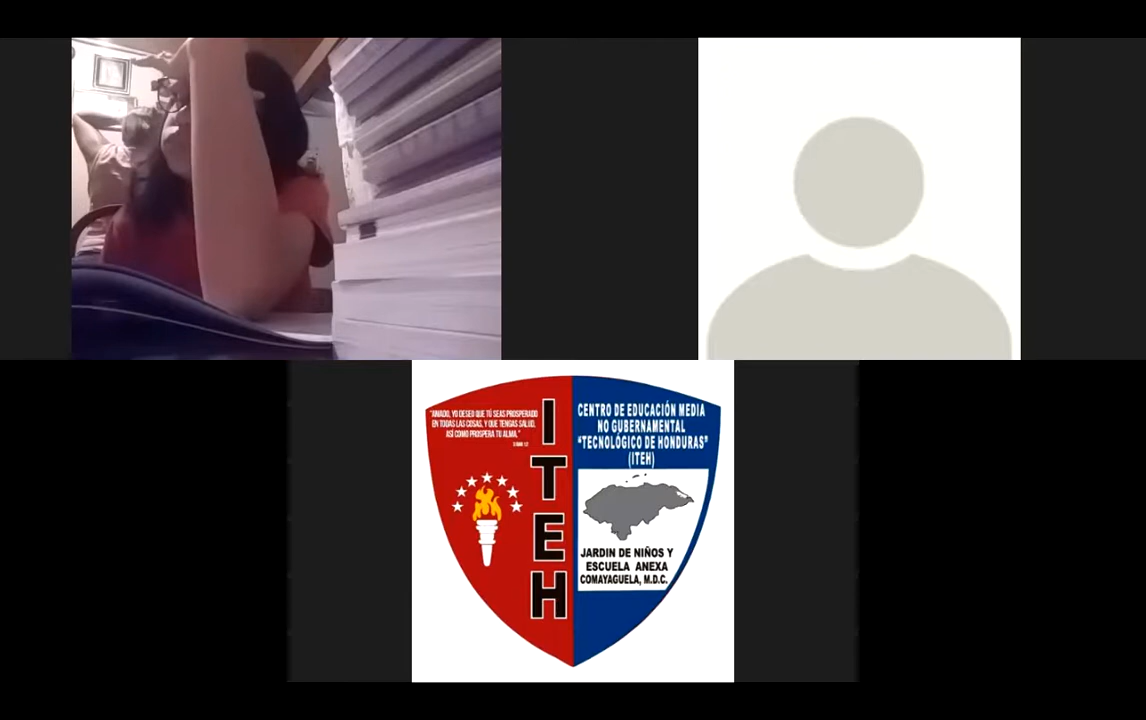 "AMADO, YO DESEO QUE TÚ SEAS PROSPERADO
EN TODAS LAS COSAS, Y QUE TENGAS SALUD,
ASÍ COMO PROSPERA TU ALMA."
ITEH
CENTRO DE EDUCACIÓN MEDIA
NO GUBERNAMENTAL
"TECNOLÓGICO DE HONDURAS"
(ITEH)
JARDIN DE NIÑOS Y
ESCUELA ANEXA
COMAYAGUELA, M.D.C.